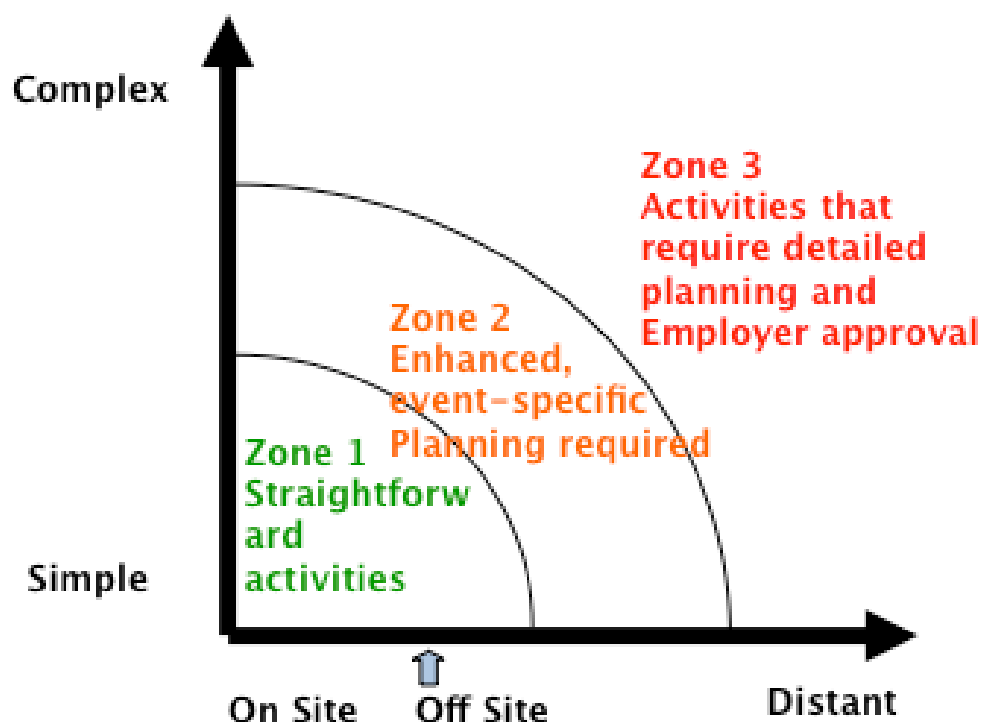 Complex
Zone 3
Activities that
require detailed
planning and
Employer approval
Zone 2
Enhanced,
event-specific
Planning required
Zone 1
Straightforw
ard
activities
Simple
On Site
Off Site
Distant